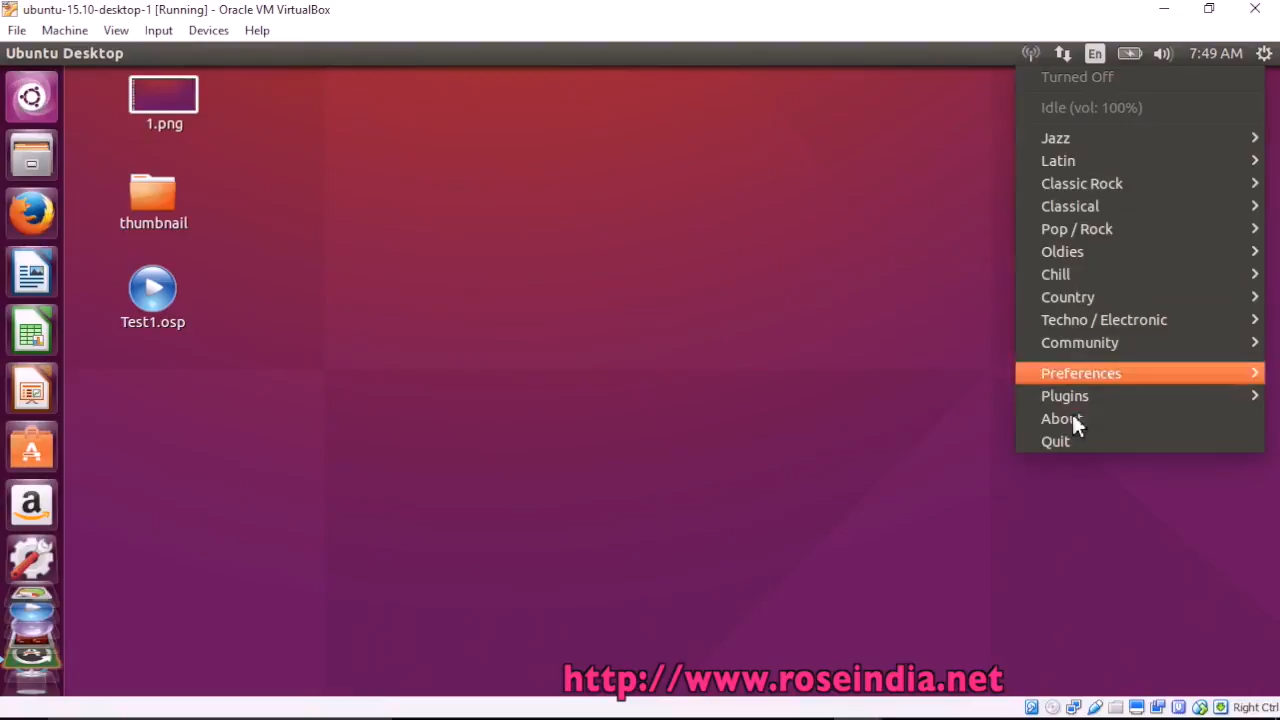 ubuntu-15.10-desktop-1 [Running] - Oracle VM VirtualBox
File Machine View Input Devices Help
Ubuntu Desktop En 7:49 AM
1.png
thumbnail
Test1.osp
Turned Off
Idle (vol: 100%)
Jazz
Latin
Classic Rock
Classical
Pop / Rock
Oldies
Chill
Country
Techno / Electronic
Community
Preferences
Plugins
About
Quit
http://www.roseindia.net
Right Ctrl